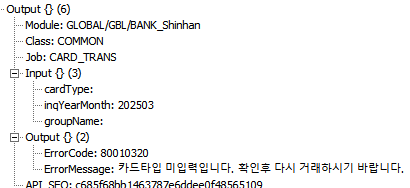 Output {} (6)
Module: GLOBAL/GBL/BANK_Shinhan
Class: COMMON
Job: CARD_TRANS
Input {} (3)
cardType:
inqYearMonth: 202503
groupName:
Output {} (2)
ErrorCode: 80010320
ErrorMessage: 카드타입 미입력입니다. 확인후 다시 거래하시기 바랍니다.
API_SEQ: c685f68bb1463787e6ddee0f48565109